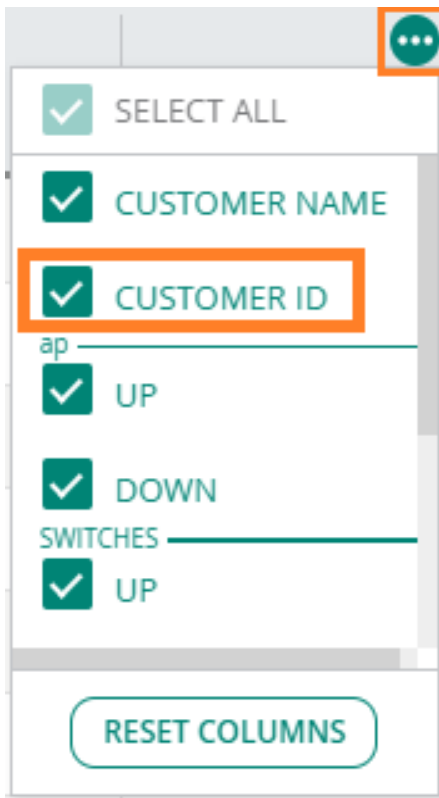 SELECT ALL
CUSTOMER NAME
CUSTOMER ID
ap
UP
DOWN
SWITCHES
UP
RESET COLUMNS